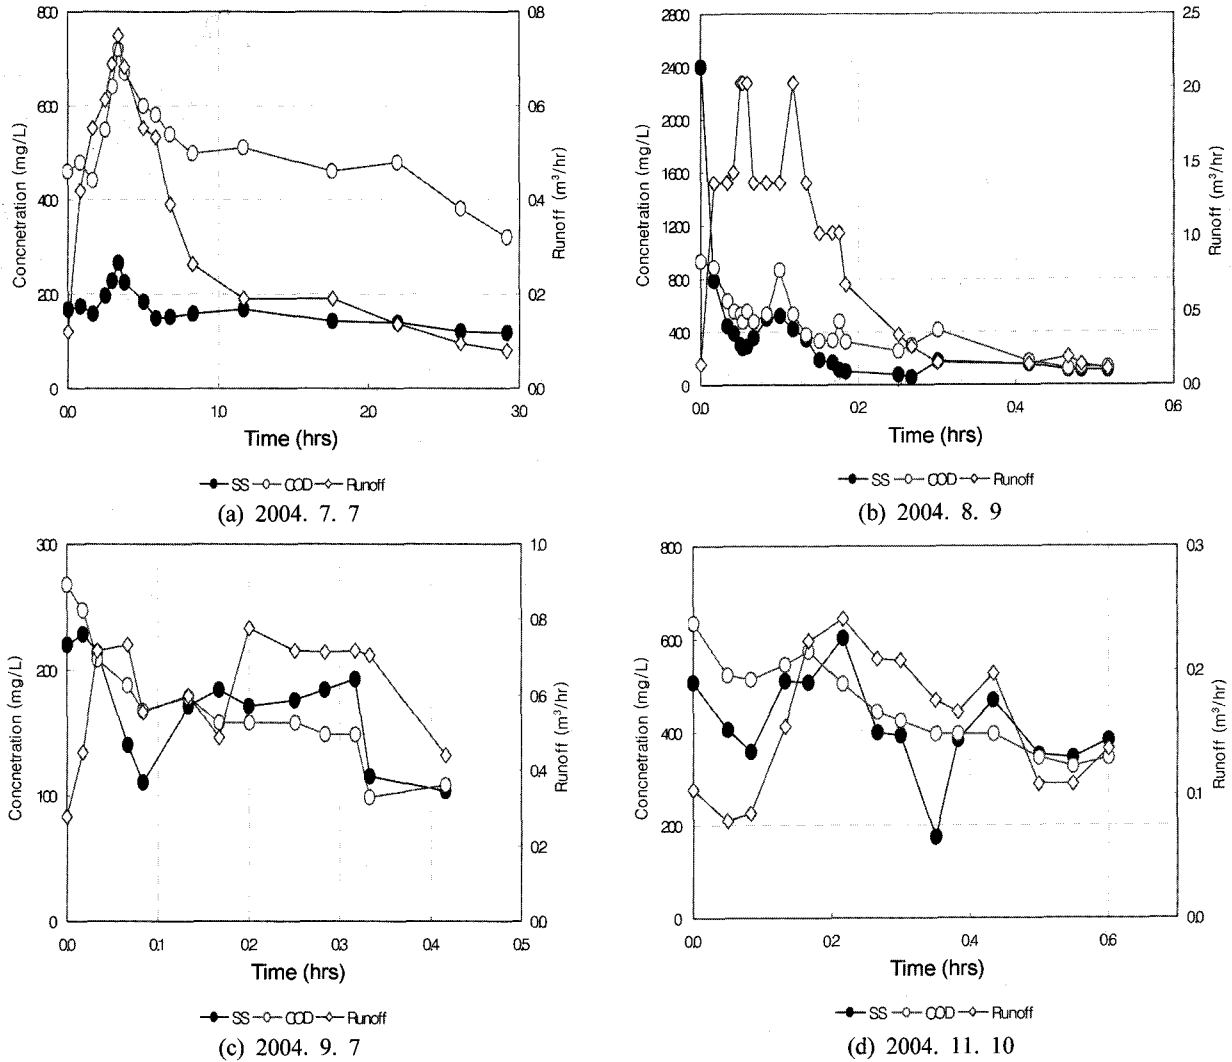 Concnetration (mg/L)
800
600
400
200
0
Runoff (m³/hr)
0.8
0.6
0.4
0.2
0.0
0.0 1.0 2.0 3.0
Time (hrs)
SS COD Runoff
(a) 2004. 7. 7
Concnetration (mg/L)
2800
2400
2000
1600
1200
800
400
0
Runoff (m³/hr)
2.5
2.0
1.5
1.0
0.5
0.0
0.0 0.2 0.4 0.6
Time (hrs)
SS COD Runoff
(b) 2004. 8. 9
Concnetration (mg/L)
300
200
100
0
Runoff (m³/hr)
1.0
0.8
0.6
0.4
0.2
0.0
0.0 0.1 0.2 0.3 0.4 0.5
Time (hrs)
SS COD Runoff
(c) 2004. 9. 7
Concnetration (mg/L)
800
600
400
200
0
Runoff (m³/hr)
0.3
0.2
0.1
0.0
0.0 0.2 0.4 0.6
Time (hrs)
SS COD Runoff
(d) 2004. 11. 10